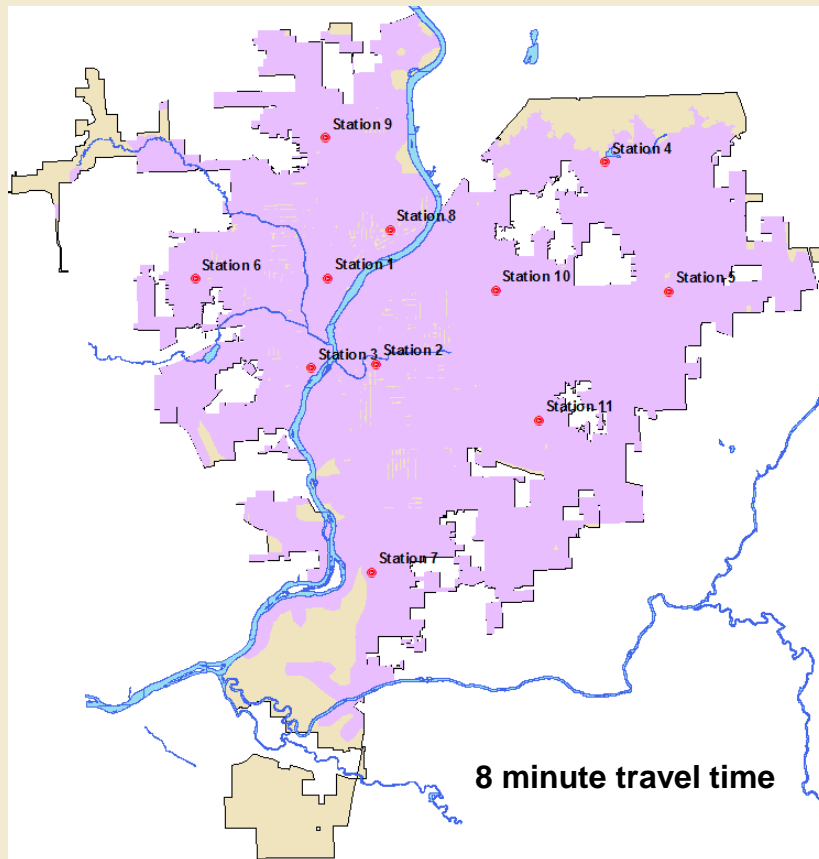 Station 9
Station 4
Station 8
Station 6
Station 1
Station 10
Station 5
Station 3
Station 2
Station 11
Station 7
8 minute travel time